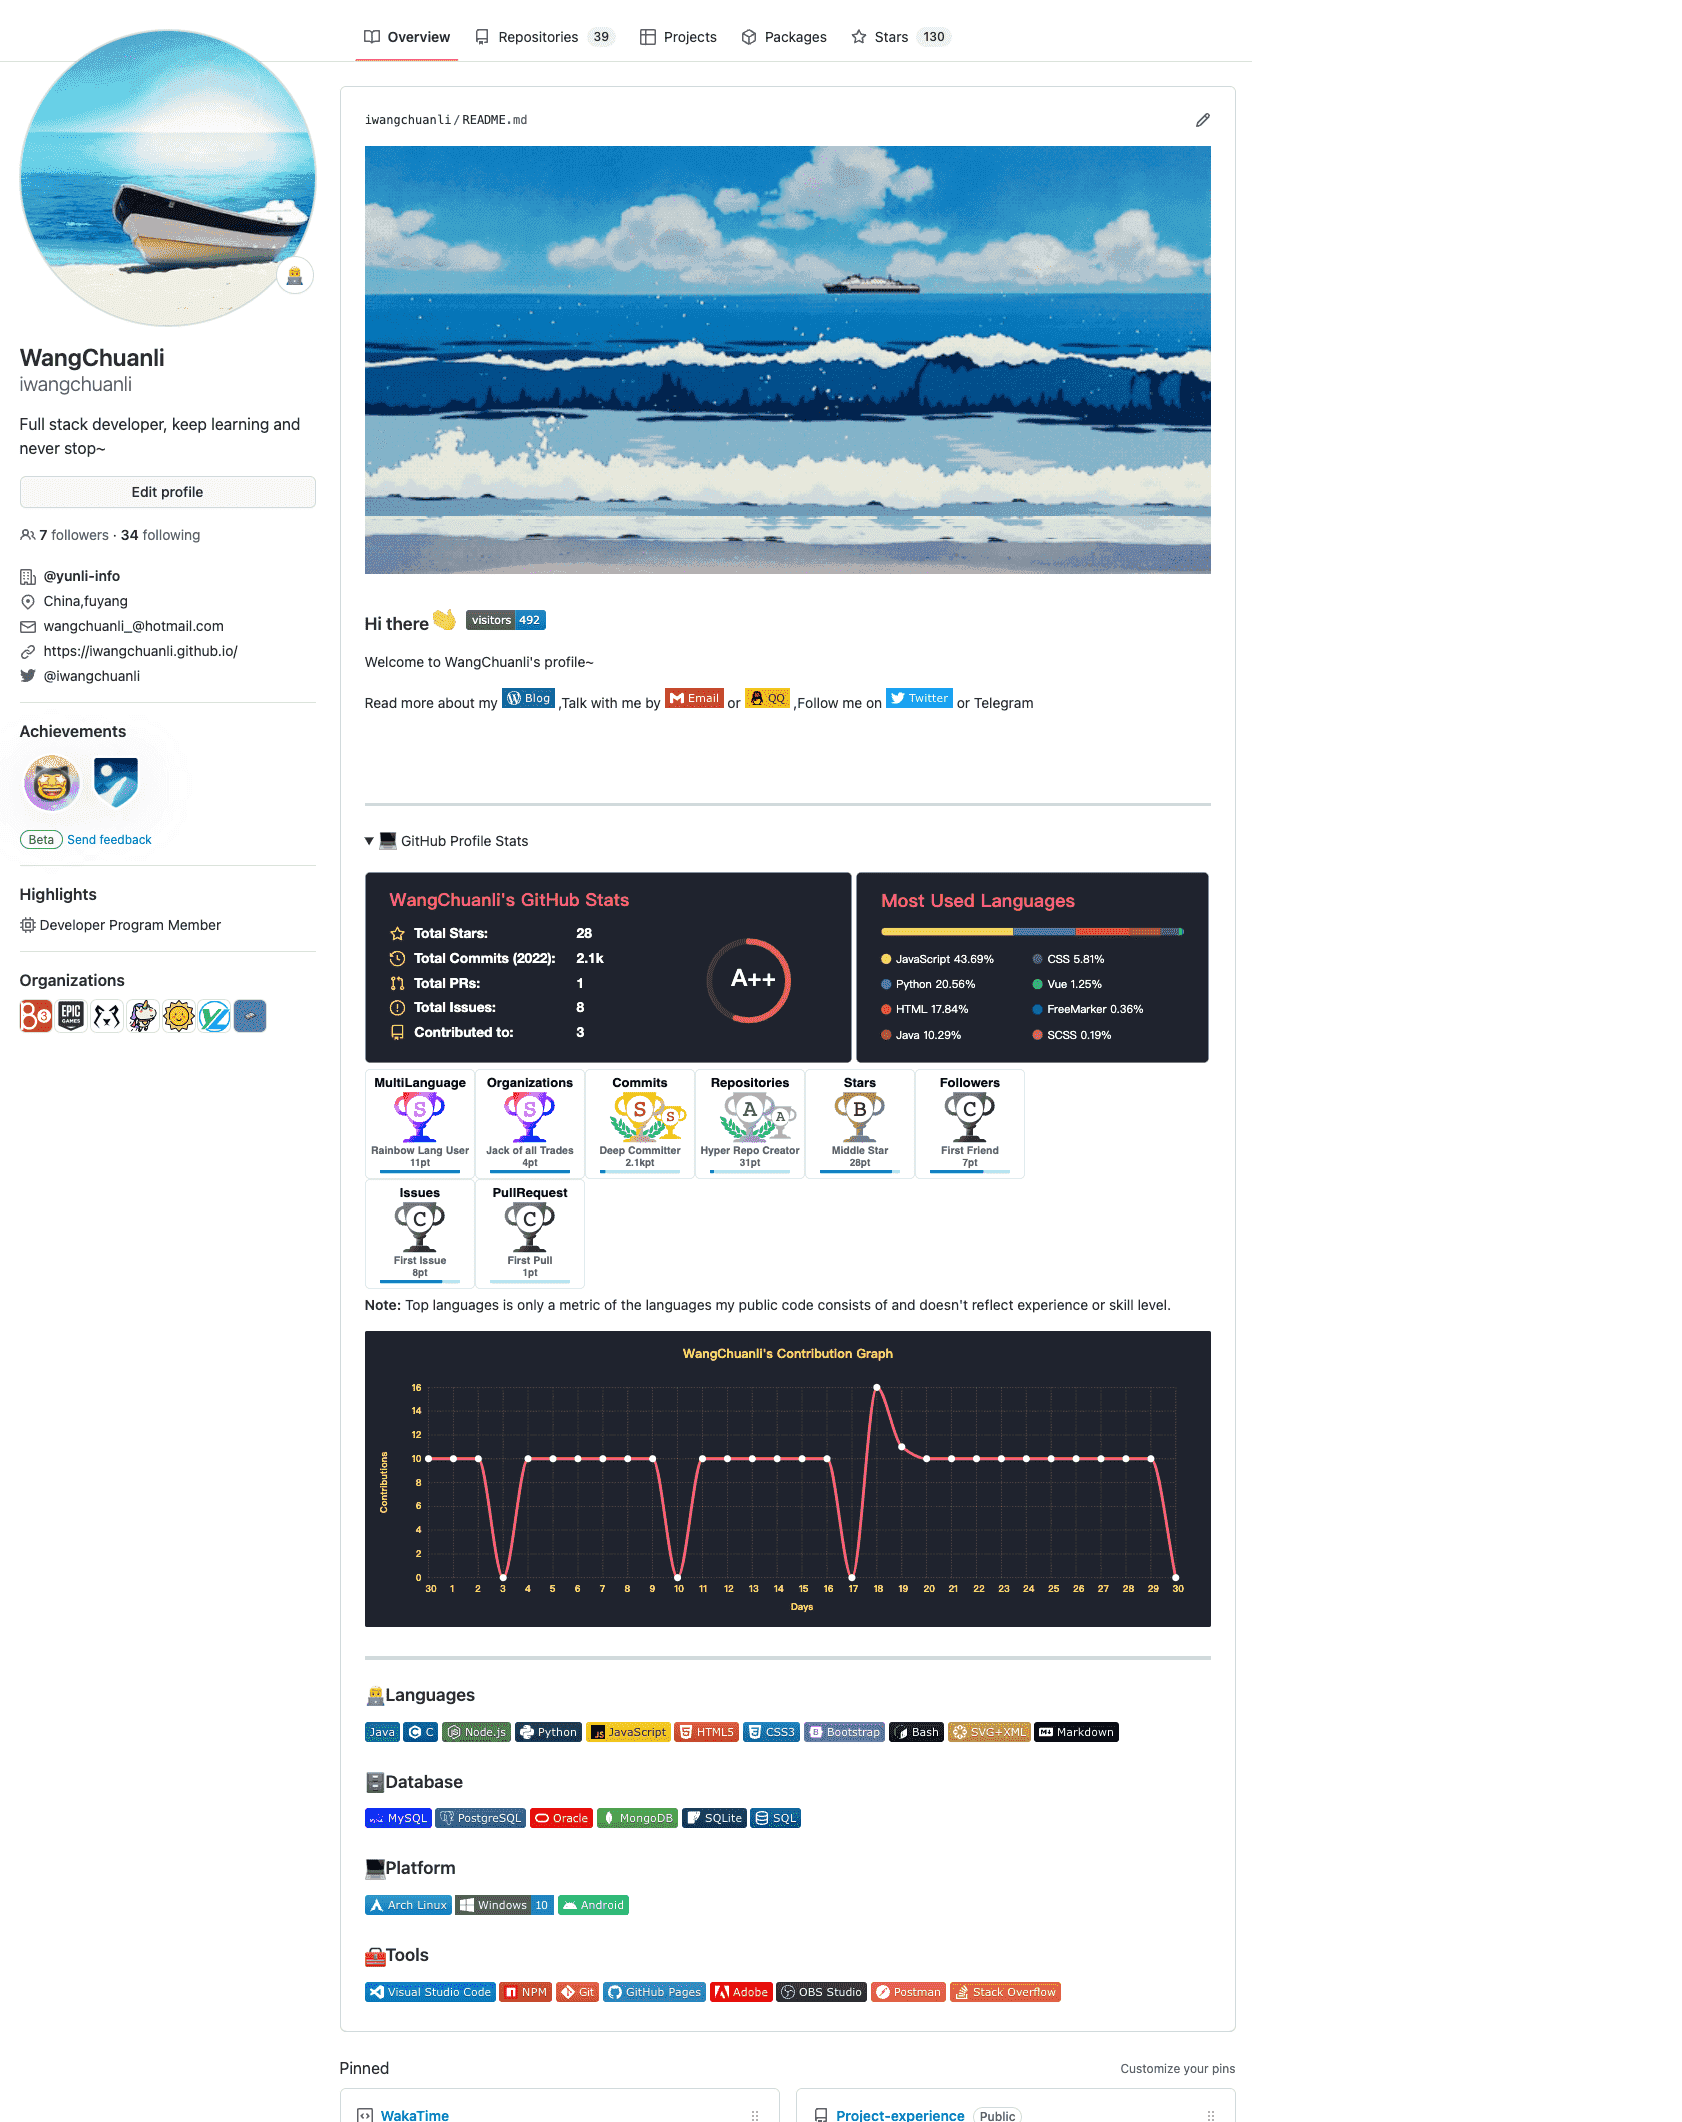 Overview Repositories 39 Projects Packages Stars 130
WangChuanli
iwangchuanli
Full stack developer, keep learning and
never stop~
Edit profile
7 followers · 34 following
@yunli-info
China,fuyang
wangchuanli_@hotmail.com
https://iwangchuanli.github.io/
@iwangchuanli
Achievements
Beta Send feedback
Highlights
Developer Program Member
Organizations
EPIC GAMES
iwangchuanli/README.md
Hi there visitors 492
Welcome to WangChuanli's profile~
Read more about my Blog ,Talk with me by Email or QQ ,Follow me on Twitter or Telegram
GitHub Profile Stats
WangChuanli's GitHub Stats
Total Stars: 28
Total Commits (2022): 2.1k
Total PRs: 1
Total Issues: 8
Contributed to: 3
A++
Most Used Languages
JavaScript 43.69% CSS 5.81%
Python 20.56% Vue 1.25%
HTML 17.84% FreeMarker 0.36%
Java 10.29% SCSS 0.19%
MultiLanguage Organizations Commits Repositories Stars Followers
S S S S A A B C
Rainbow Lang User Jack of all Trades Deep Committer Hyper Repo Creator Middle Star First Friend
11pt 4pt 2.1kpt 31pt 28pt 7pt
Issues PullRequest
C C
First Issue First Pull
8pt 1pt
Note: Top languages is only a metric of the languages my public code consists of and doesn't reflect experience or skill level.
WangChuanli's Contribution Graph
16
14
12
10
8
6
4
2
0
Contributions
30 1 2 3 4 5 6 7 8 9 10 11 12 13 14 15 16 17 18 19 20 21 22 23 24 25 26 27 28 29 30
Days
Languages
Java C Node.js Python JavaScript HTML5 CSS3 Bootstrap Bash SVG+XML Markdown
Database
MySQL PostgreSQL Oracle MongoDB SQLite SQL
Platform
Arch Linux Windows 10 Android
Tools
Visual Studio Code NPM Git GitHub Pages Adobe OBS Studio Postman Stack Overflow
Pinned Customize your pins
WakaTime
Project-experience Public